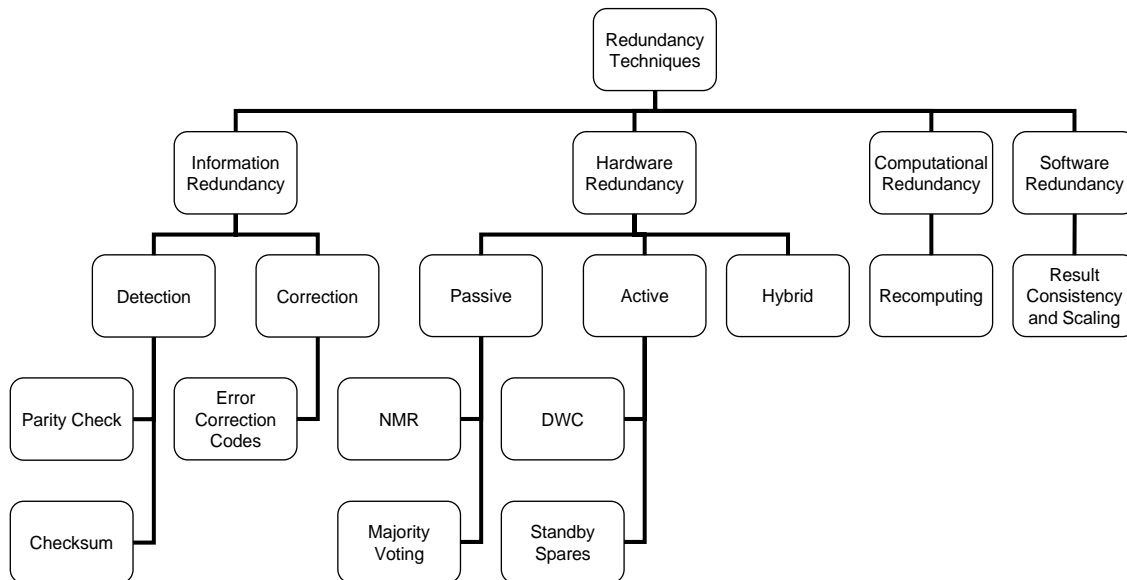 Redundancy
Techniques
Information
Redundancy
Hardware
Redundancy
Computational
Redundancy
Software
Redundancy
Detection
Correction
Passive
Active
Hybrid
Recomputing
Result
Consistency
and Scaling
Parity Check
Error
Correction
Codes
NMR
DWC
Checksum
Majority
Voting
Standby
Spares